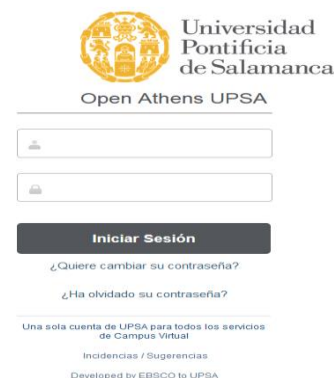 Universidad
Pontificia
de Salamanca
Open Athens UPSA
Iniciar Sesión
¿Quiere cambiar su contraseña?
¿Ha olvidado su contraseña?
Una sola cuenta de UPSA para todos los servicios
de Campus Virtual
Incidencias / Sugerencias
Developed by EBSCO to UPSA